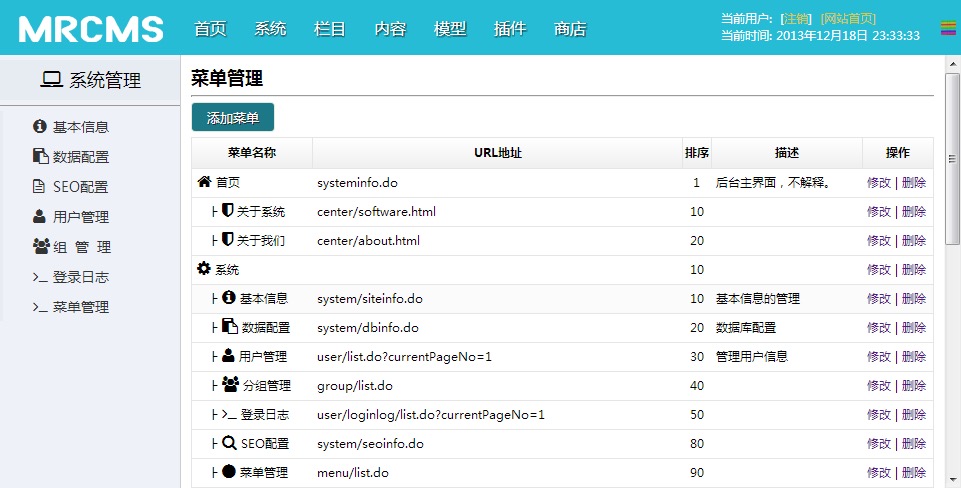 MRCMS
首页 系统 栏目 内容 模型 插件 商店
当前用户: [注销] [网站首页]
当前时间: 2013年12月18日 23:33:33
系统管理
基本信息
数据配置
SEO配置
用户管理
组 管 理
登录日志
菜单管理
菜单管理
添加菜单
菜单名称 URL地址 排序 描述 操作
首页 systeminfo.do 1 后台主界面，不解释。 修改 | 删除
├ 关于系统 center/software.html 10 修改 | 删除
├ 关于我们 center/about.html 20 修改 | 删除
系统 10 修改 | 删除
├ 基本信息 system/siteinfo.do 10 基本信息的管理 修改 | 删除
├ 数据配置 system/dbinfo.do 20 数据库配置 修改 | 删除
├ 用户管理 user/list.do?currentPageNo=1 30 管理用户信息 修改 | 删除
├ 分组管理 group/list.do 40 修改 | 删除
├ 登录日志 user/loginlog/list.do?currentPageNo=1 50 修改 | 删除
├ SEO配置 system/seoinfo.do 80 修改 | 删除
├ 菜单管理 menu/list.do 90 修改 | 删除